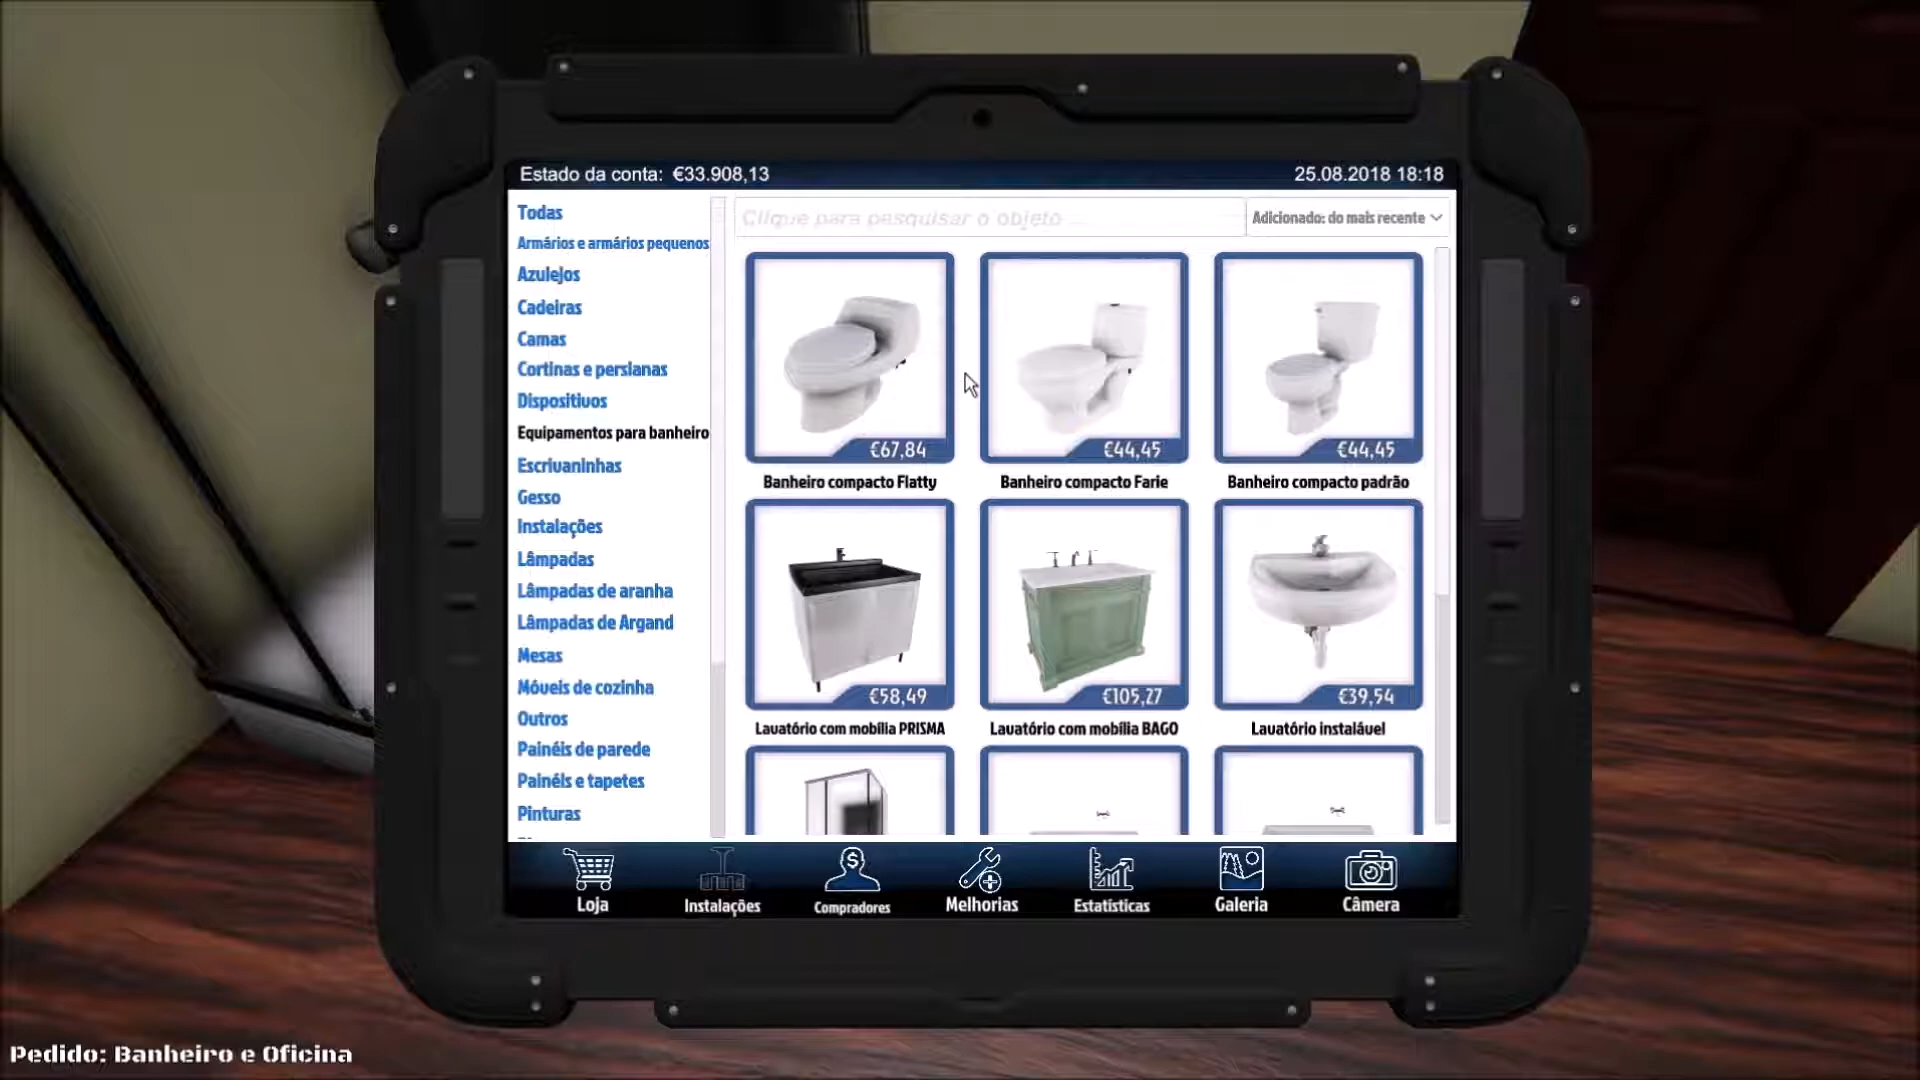 Estado da conta: €33.908,13
25.08.2018 18:18
Todas
Armários e armários pequenos
Azulejos
Cadeiras
Camas
Cortinas e persianas
Dispositivos
Equipamentos para banheiro
Escrivaninhas
Gesso
Instalações
Lâmpadas
Lâmpadas de aranha
Lâmpadas de Argand
Mesas
Móveis de cozinha
Outros
Painéis de parede
Painéis e tapetes
Pinturas
Clique para pesquisar o objeto ...
Adicionado: do mais recente
€67,84
€44,45
€44,45
Banheiro compacto Flatty
Banheiro compacto Farie
Banheiro compacto padrão
€58,49
€105,27
€39,54
Lavatório com mobília PRISMA
Lavatório com mobília BAGO
Lavatório instalável
Loja
Instalações
Compradores
Melhorias
Estatísticas
Galeria
Câmera
Pedido: Banheiro e Oficina